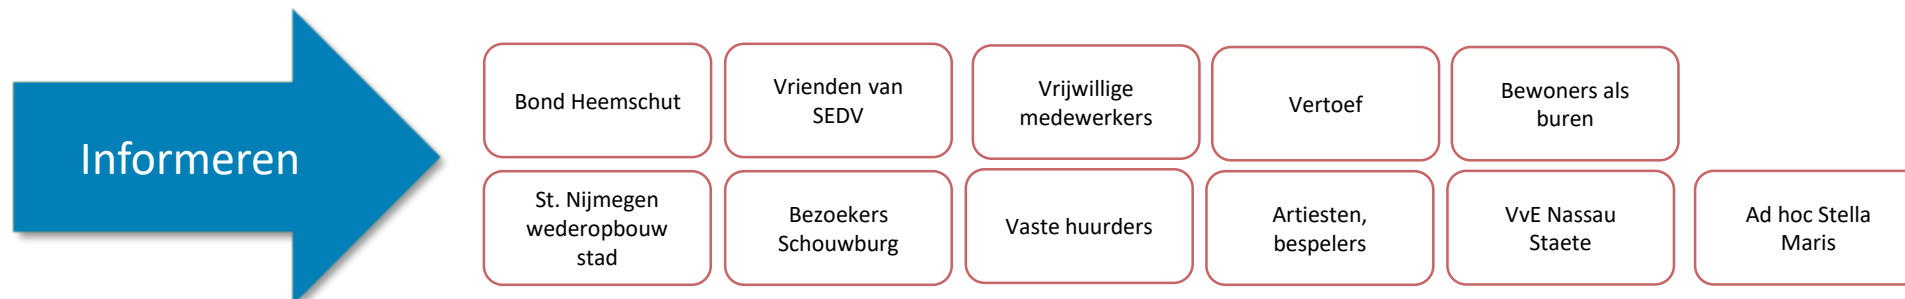 Informeren
Bond Heemschut
Vrienden van
SEDV
Vrijwillige
medewerkers
Vertoef
Bewoners als
buren
St. Nijmegen
wederopbouw
stad
Bezoekers
Schouwburg
Vaste huurders
Artiesten,
bespelers
VvE Nassau
Staete
Ad hoc Stella
Maris